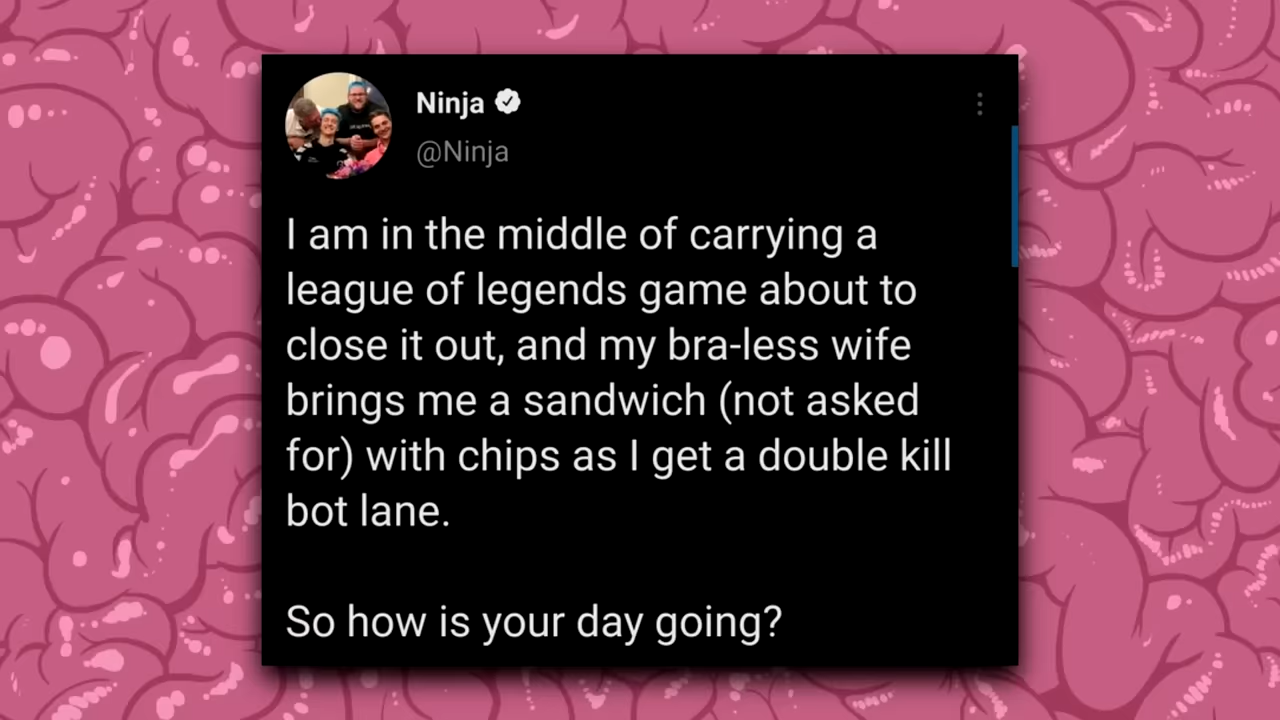 Ninja
@Ninja
I am in the middle of carrying a
league of legends game about to
close it out, and my bra-less wife
brings me a sandwich (not asked
for) with chips as I get a double kill
bot lane.
So how is your day going?